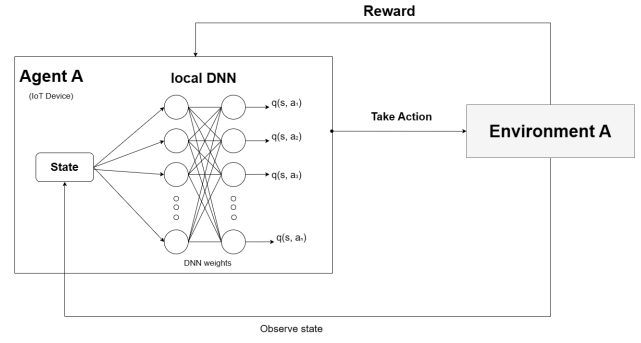 Reward
Agent A
(IoT Device)
local DNN
q(s, a₁)
Take Action
q(s, a₂)
Environment A
State
q(s, a₃)
q(s, aₙ)
DNN weights
Observe state